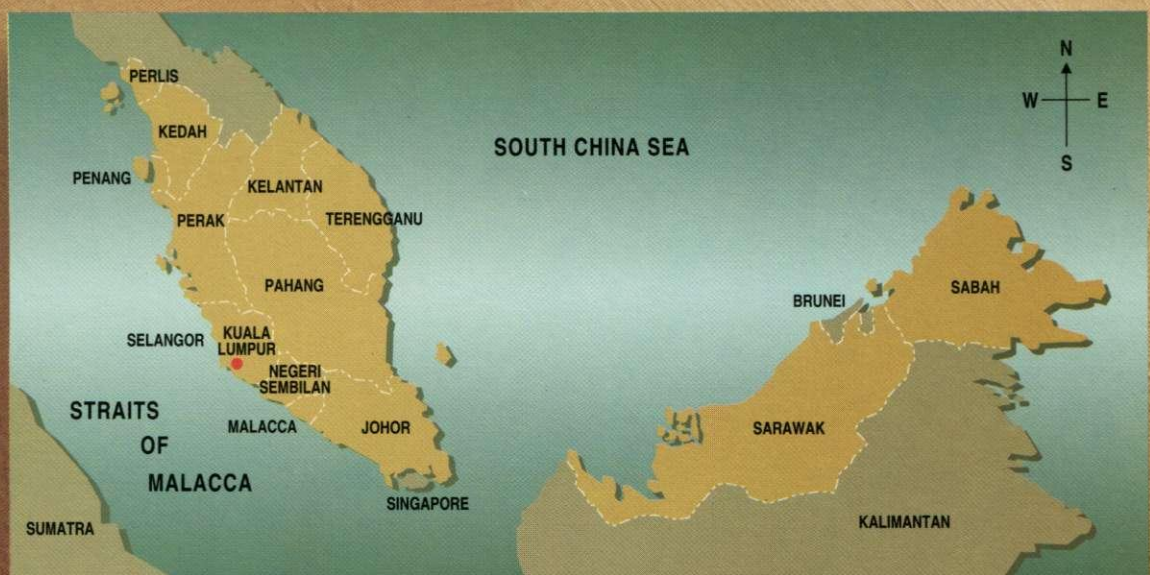 N
W
E
S
SOUTH CHINA SEA
PERLIS
KEDAH
PENANG
KELANTAN
PERAK
TERENGGANU
PAHANG
SELANGOR
KUALA
LUMPUR
NEGERI
SEMBILAN
MALACCA
JOHOR
SINGAPORE
STRAITS
OF
MALACCA
SUMATRA
BRUNEI
SABAH
SARAWAK
KALIMANTAN